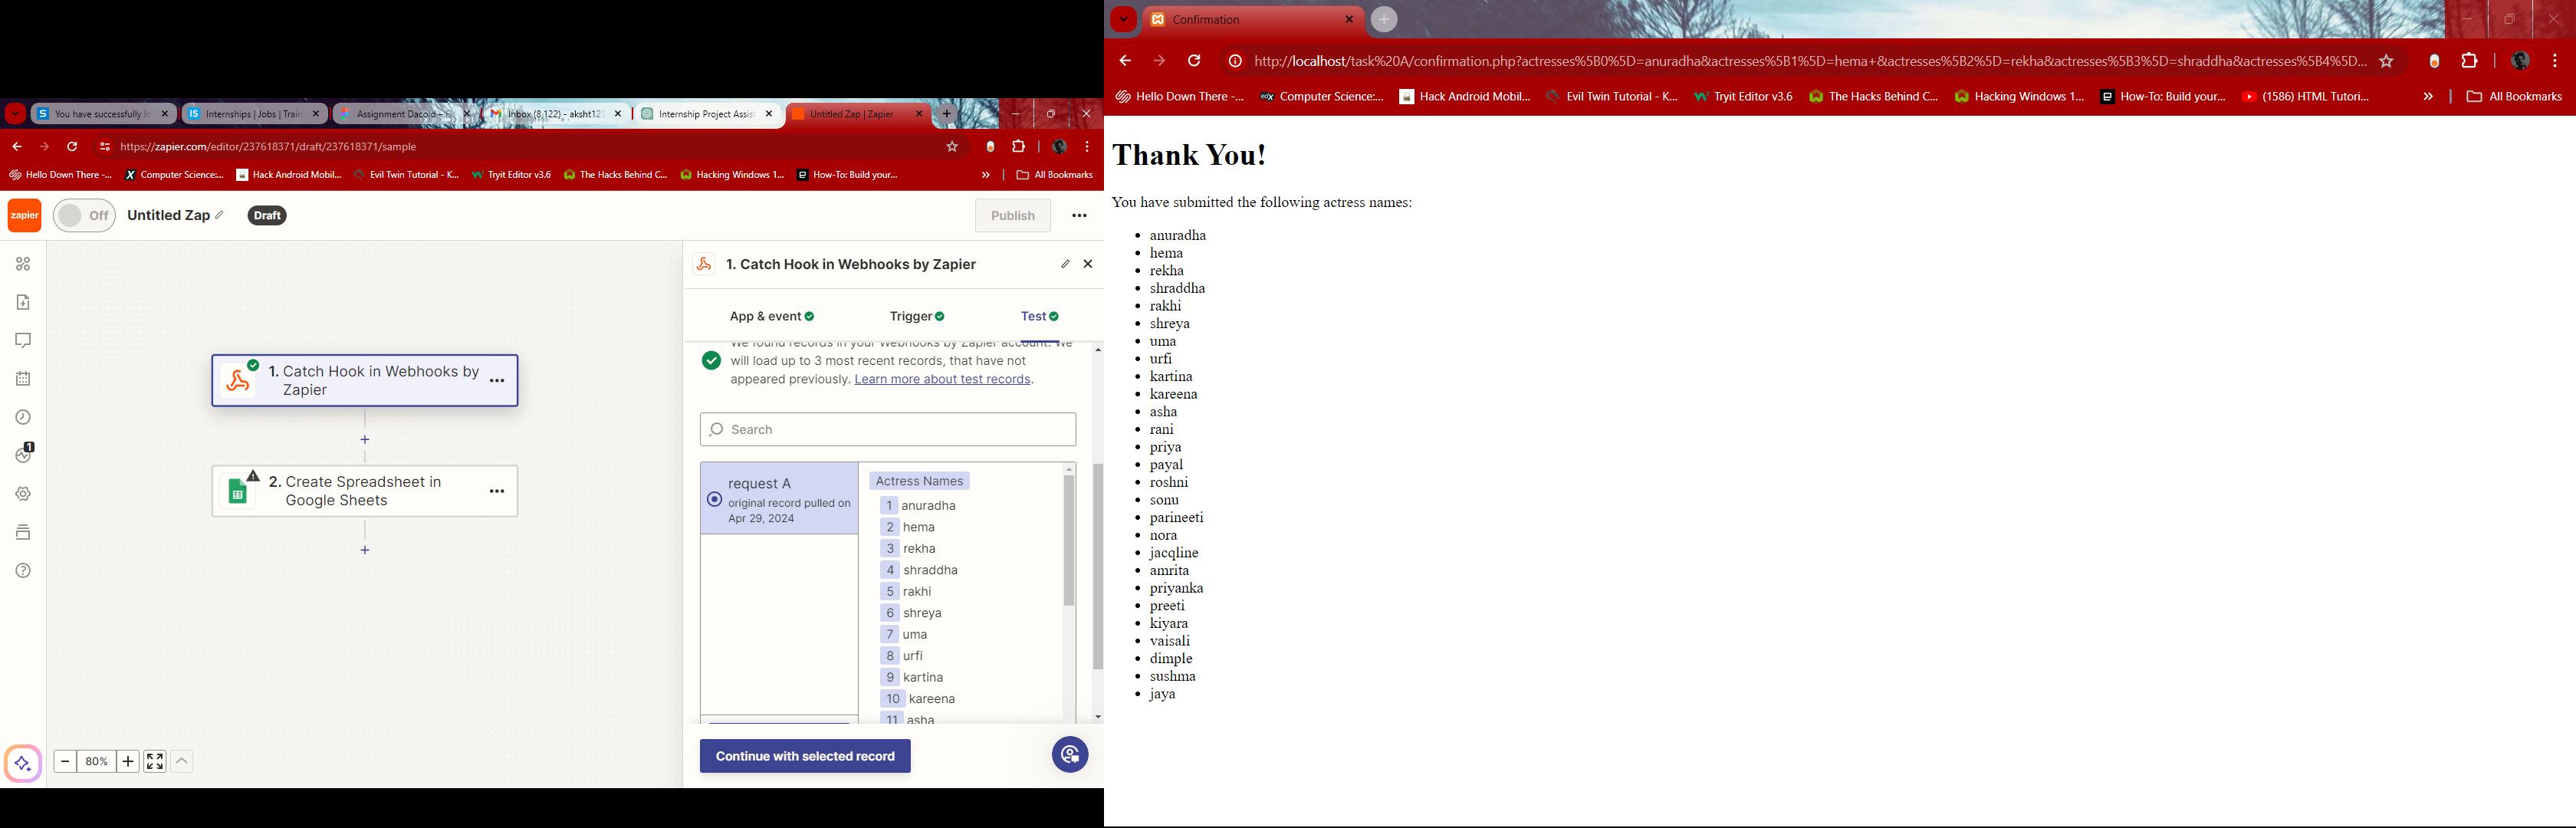 You have successfully lo
Internships | Jobs | Train
Assignment Dacoid –
Inbox (8,122) - aksht121
Internship Project Assis
Untitled Zap | Zapier
https://zapier.com/editor/237618371/draft/237618371/sample
Hello Down There -...
Computer Science:...
Hack Android Mobil...
Evil Twin Tutorial - K...
Tryit Editor v3.6
The Hacks Behind C...
Hacking Windows 1...
How-To: Build your...
All Bookmarks
zapier
Off
Untitled Zap
Draft
Publish
1. Catch Hook in Webhooks by
Zapier
2. Create Spreadsheet in
Google Sheets
1
80%
1. Catch Hook in Webhooks by Zapier
App & event
Trigger
Test
We found records in your Webhooks by Zapier account. We
will load up to 3 most recent records, that have not
appeared previously. Learn more about test records.
Search
request A
original record pulled on
Apr 29, 2024
Actress Names
1 anuradha
2 hema
3 rekha
4 shraddha
5 rakhi
6 shreya
7 uma
8 urfi
9 kartina
10 kareena
11 asha
Continue with selected record
Confirmation
http://localhost/task%20A/confirmation.php?actresses%5B0%5D=anuradha&actresses%5B1%5D=hema+&actresses%5B2%5D=rekha&actresses%5B3%5D=shraddha&actresses%5B4%5D...
Hello Down There -...
edX
Computer Science:...
Hack Android Mobil...
Evil Twin Tutorial - K...
Tryit Editor v3.6
The Hacks Behind C...
Hacking Windows 1...
How-To: Build your...
(1586) HTML Tutori...
All Bookmarks
Thank You!
You have submitted the following actress names:
anuradha
hema
rekha
shraddha
rakhi
shreya
uma
urfi
kartina
kareena
asha
rani
priya
payal
roshni
sonu
parineeti
nora
jacqline
amrita
priyanka
preeti
kiyara
vaisali
dimple
sushma
jaya